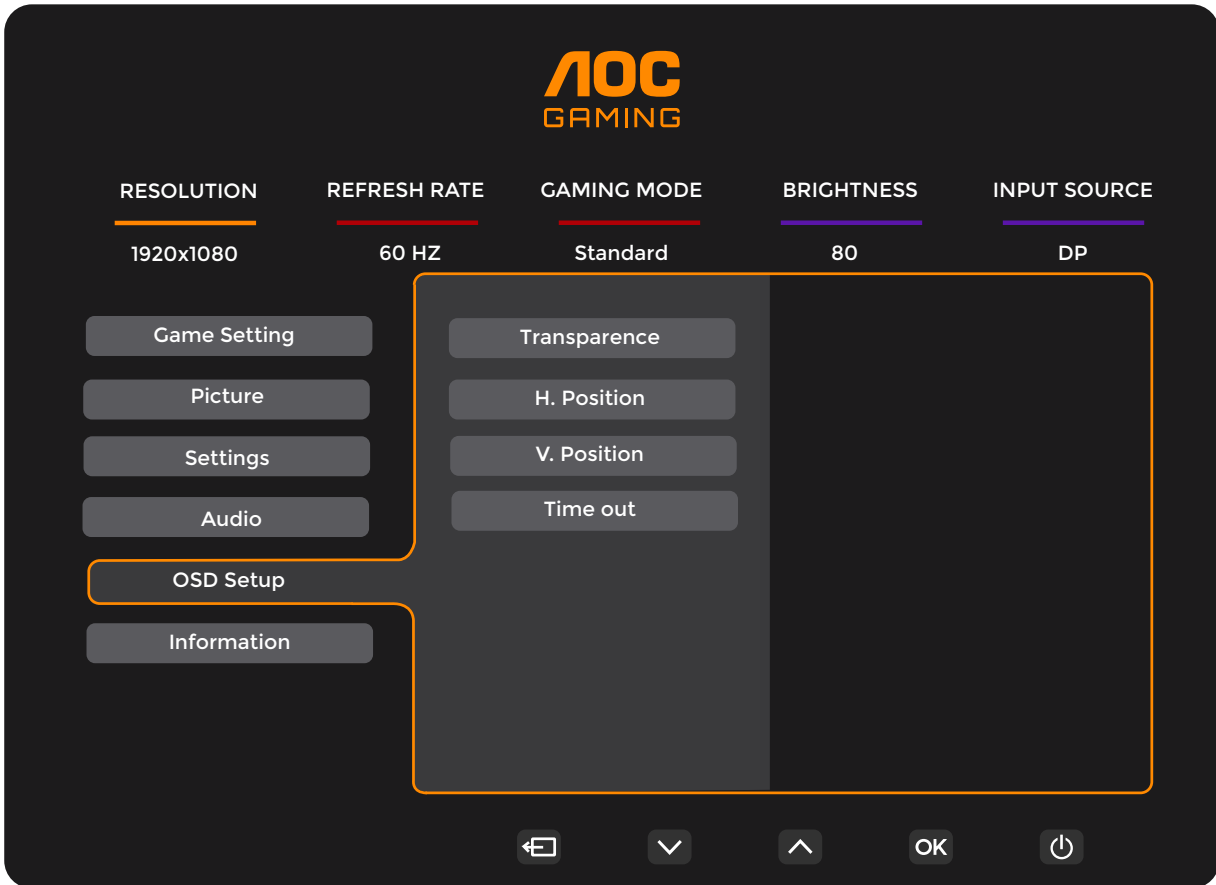 AOC
GAMING
RESOLUTION REFRESH RATE GAMING MODE BRIGHTNESS INPUT SOURCE
1920x1080 60 HZ Standard 80 DP
Game Setting
Picture
Settings
Audio
OSD Setup
Information
Transparence
H. Position
V. Position
Time out
OK